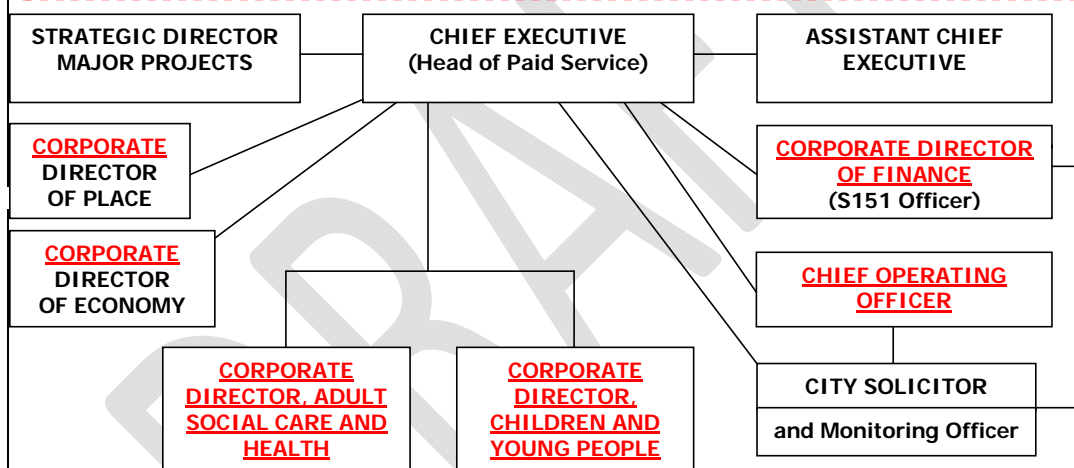 STRATEGIC DIRECTOR
MAJOR PROJECTS
CHIEF EXECUTIVE
(Head of Paid Service)
ASSISTANT CHIEF
EXECUTIVE
CORPORATE
DIRECTOR
OF PLACE
CORPORATE DIRECTOR
OF FINANCE
(S151 Officer)
CORPORATE
DIRECTOR
OF ECONOMY
CHIEF OPERATING
OFFICER
CORPORATE
DIRECTOR, ADULT
SOCIAL CARE AND
HEALTH
CORPORATE
DIRECTOR,
CHILDREN AND
YOUNG PEOPLE
CITY SOLICITOR
and Monitoring Officer